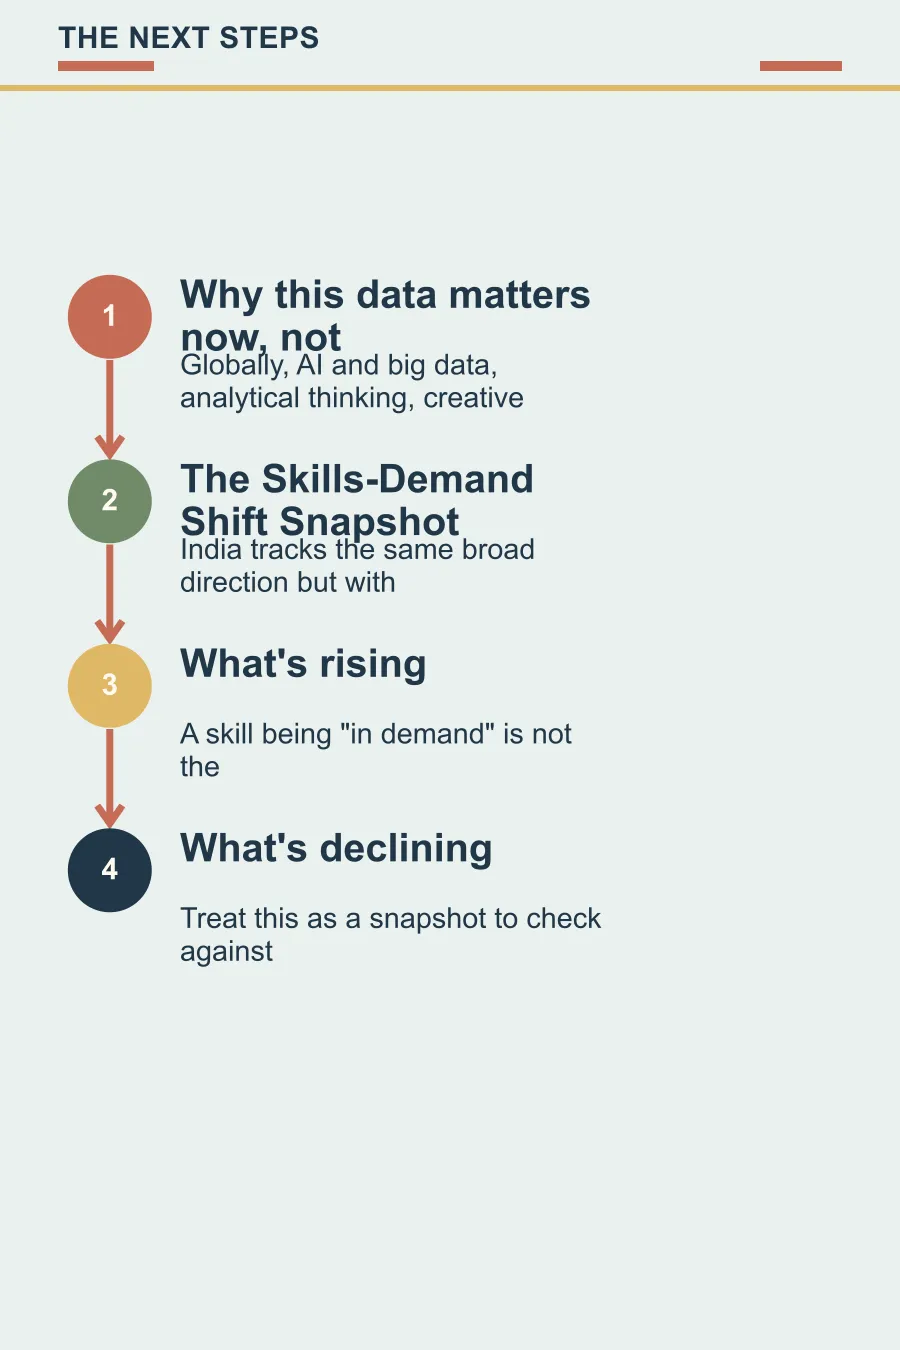 THE NEXT STEPS
1
Why this data matters
now, not
Globally, AI and big data,
analytical thinking, creative
2
The Skills-Demand
Shift Snapshot
India tracks the same broad
direction but with
3
What's rising
A skill being "in demand" is not
the
4
What's declining
Treat this as a snapshot to check
against